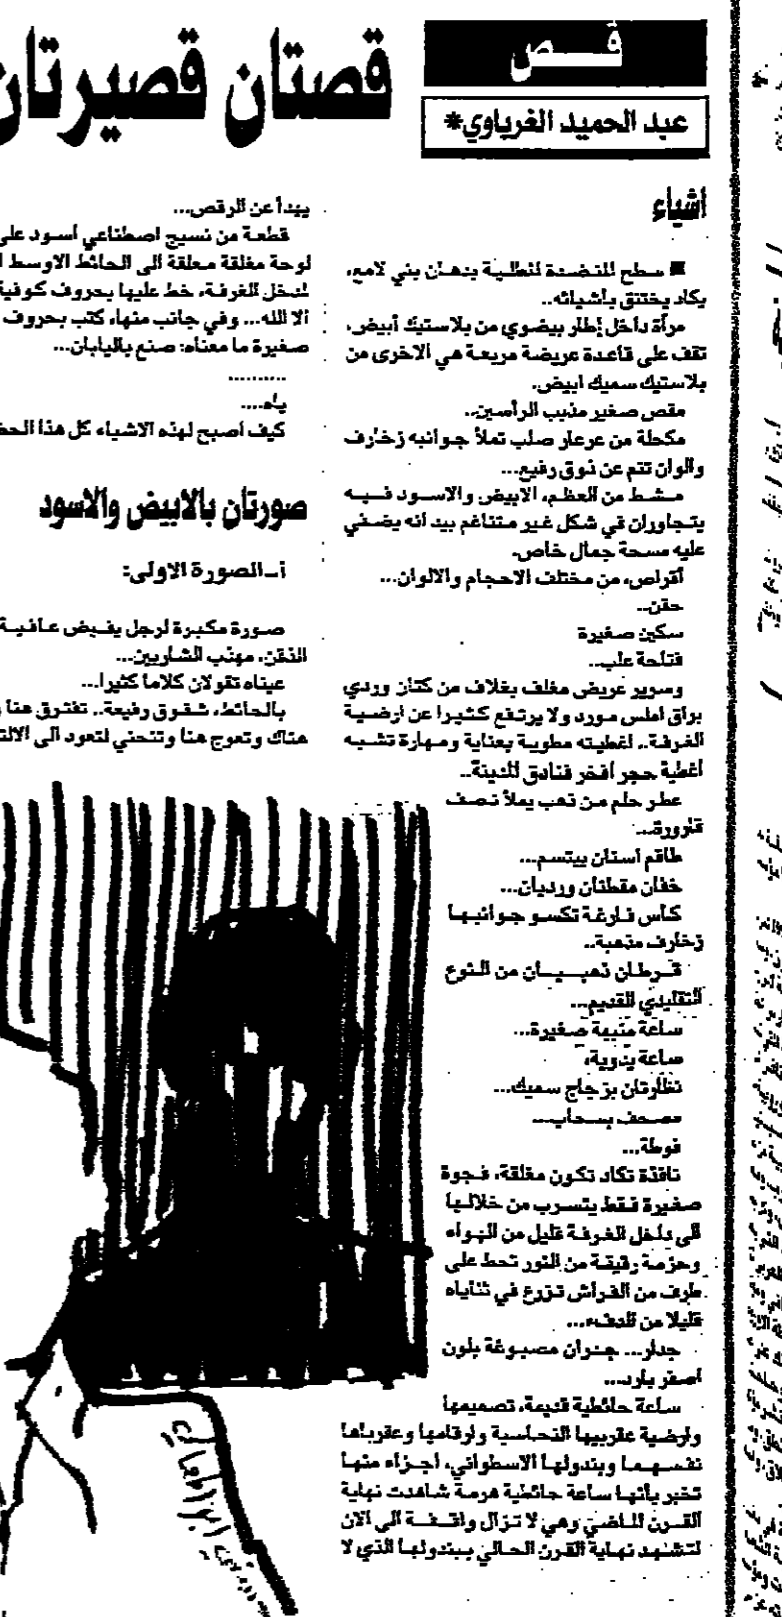 قصص
عبد الحميد الغرباوي*
قصتان قصيرتان
اشياء
■ سطح المنضدة المطلية بدهان بني لامع،
يكاد يختنق بأشيائه..
مرآة داخل إطار بيضوي من بلاستيك أبيض،
تقف على قاعدة عريضة مربعة هي الاخرى من
بلاستيك سميك ابيض.
مقص صغير مذهب الرأسين..
مكحلة من عرعار صلب تملأ جوانبه زخارف
والوان تنم عن ذوق رفيع...
مشط من العظم، الابيض والاسود فيه
يتجاوران في شكل غير متناغم بيد انه يضفي
عليه مسحة جمال خاص.
أقراص، من مختلف الاحجام والالوان...
حقن..
سكين صغيرة
فتاحة علب..
وسرير عريض مغلف بغلاف من كتان وردي
براق املس مورد ولا يرتفع كثيرا عن ارضية
الغرفة.. اغطيته مطوية بعناية ومهارة تشبه
اغطية حجر افخر فنادق المدينة..
عطر حلم من ذهب يملأ نصف
قارورة...
طاقم أسنان يبتسم...
خفان مقطنان ورديان...
كأس فارغة تكسو جوانبها
زخارف مذهبة..
قرطان ذهبيان من النوع
التقليدي القديم...
ساعة منبهة صغيرة...
ساعة يدوية،
نظارتان بزجاج سميك...
مصحف بسحاب...
فوطة...
نافذة تكاد تكون مغلقة، فجوة
صغيرة فقط يتسرب من خلالها
الى داخل الغرفة قليل من الهواء
وحزمة رقيقة من النور تحط على
طرف من الفراش تزرع في ثناياه
قليلا من الدفء...
جدار... جدران مصبوغة بلون
اصفر بارد...
ساعة حائطية قديمة، تصميمها
وارضية عقربيها النحاسية وارقامها وعقرباها
نفسهما وبندولها الاسطواني، اجزاء منها
تخبر بأنها ساعة حائطية هرمة شاهدت نهاية
القرن الماضي وهي لا تزال واقفة الى الان
لتشهد نهاية القرن الحالي ببندولها الذي لا
يهدأ عن الرقص...
قطعة من نسيج اصطناعي اسود على
لوحة مغلقة معلقة الى الحائط الاوسط
لمدخل الغرفة، خط عليها بحروف كوفية
الا الله... وفي جانب منها، كتب بحروف
صغيرة ما معناه: صنع باليابان...
..........
ياه....
كيف اصبح لهذه الاشياء كل هذا
صورتان بالابيض والاسود
أ-الصورة الاولى:
صورة مكبرة لرجل يفيض عافية
الذقن، مهذب الشاربين...
عيناه تقولان كلاما كثيرا...
بالحائط، شقوق رفيعة.. تفترق هنا
هناك وتعوج هنا وتنحني لتعود الى